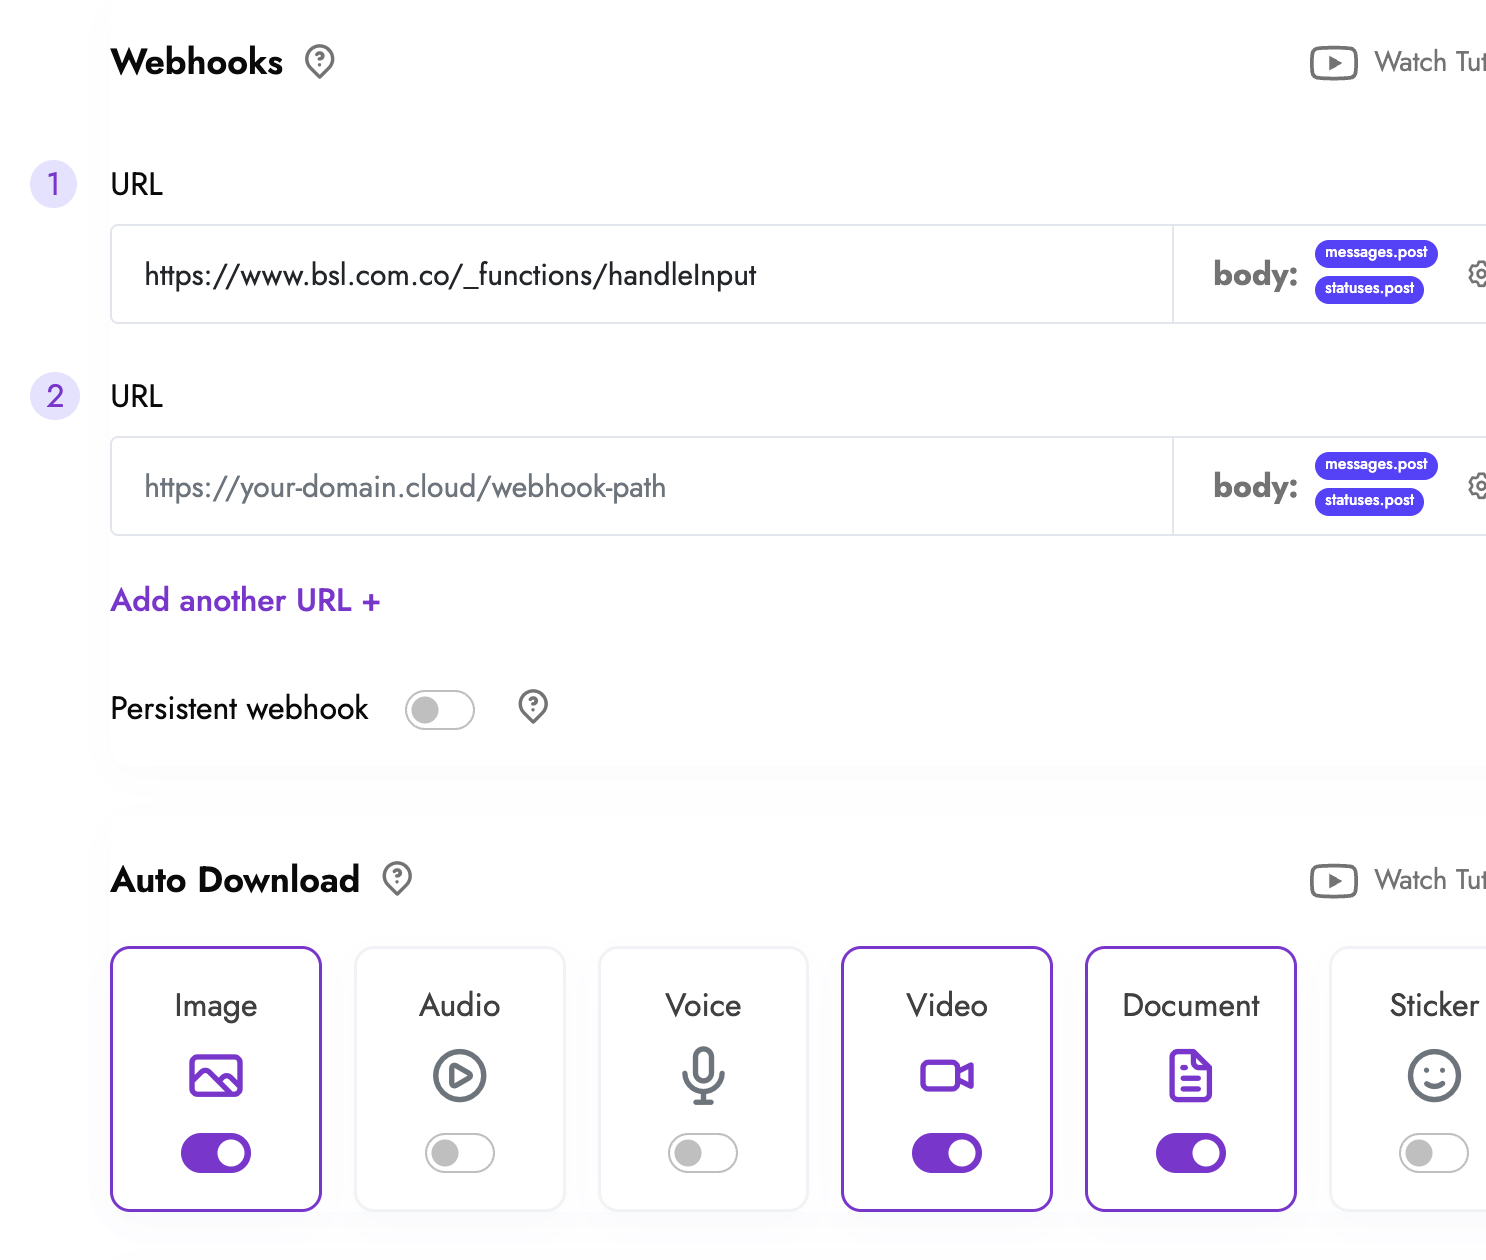 Webhooks
Watch Tut
1 URL
https://www.bsl.com.co/_functions/handleInput
body: messages.post
statuses.post
2 URL
https://your-domain.cloud/webhook-path
body: messages.post
statuses.post
Add another URL +
Persistent webhook
Auto Download
Watch Tut
Image Audio Voice Video Document Sticker